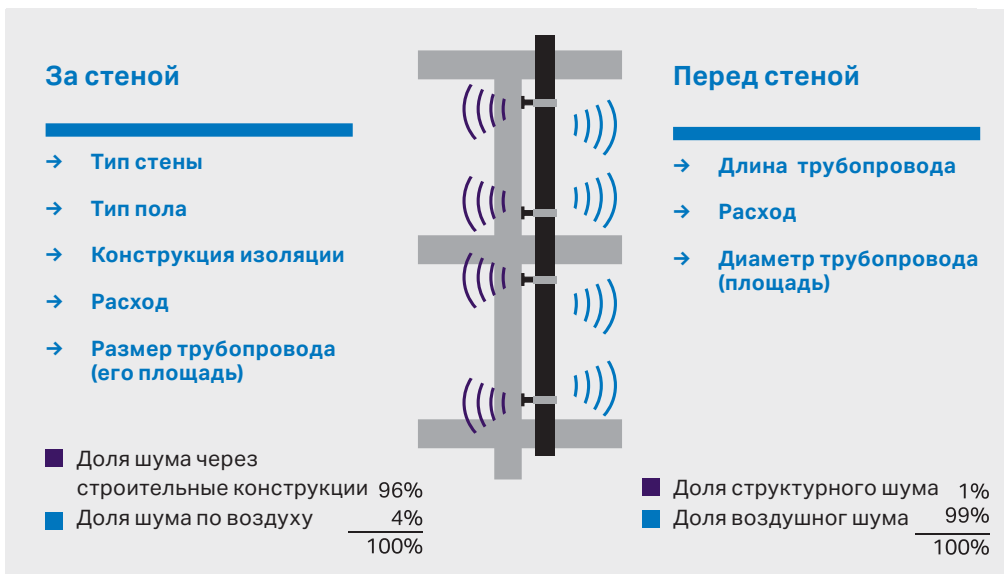 За стеной
→ Тип стены
→ Тип пола
→ Конструкция изоляции
→ Расход
→ Размер трубопровода
(его площадь)
Доля шума через
строительные конструкции 96%
Доля шума по воздуху 4%
100%
Перед стеной
→ Длина трубопровода
→ Расход
→ Диаметр трубопровода
(площадь)
Доля структурного шума 1%
Доля воздушног шума 99%
100%